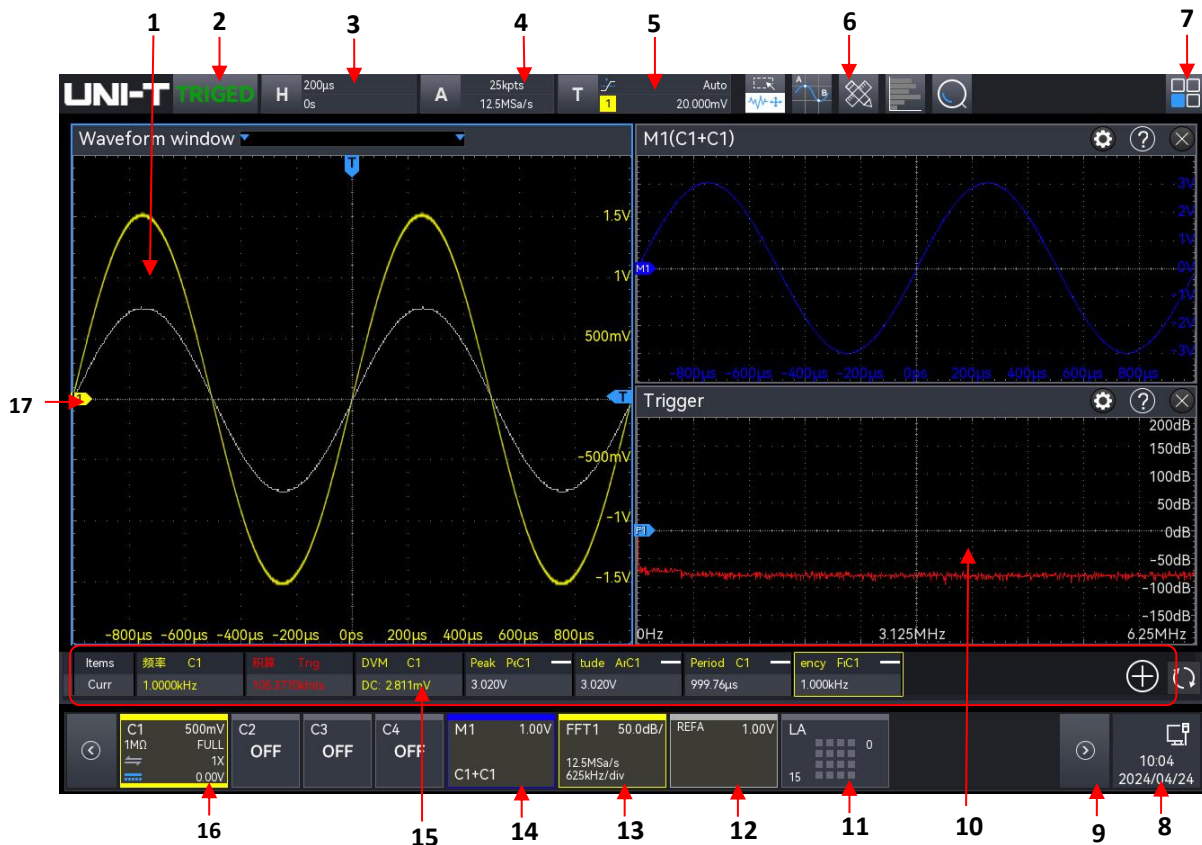 1 2 3 4 5 6 7
UNI-T TRIGED H 200μs 0s A 25kpts 12.5MSa/s T 1 Auto 20.000mV A B
Waveform window
T
1.5V
1V
500mV
1
T
-500mV
-1V
-1.5V
-800μs -600μs -400μs -200μs 0ps 200μs 400μs 600μs 800μs
M1(C1+C1)
3V
2V
1V
M1
0V
-1V
-2V
-3V
-800μs -600μs -400μs -200μs 0ps 200μs 400μs 600μs 800μs
Trigger
200dB
150dB
100dB
50dB
0dB
-50dB
-100dB
-150dB
0Hz 3.125MHz 6.25MHz
17
Items 频率 C1 积算 Trig DVM C1 Peak C1 tude C1 Period C1 ency C1
Curr 1.0000kHz DC: 2.811mV 3.020V 3.020V 999.76μs 1.000kHz
C1 500mV
1MΩ FULL
1X
0.00V
C2
OFF
C3
OFF
C4
OFF
M1 1.00V
C1+C1
FFT1 50.0dB/
12.5MSa/s
625kHz/div
REFA 1.00V
LA
0
15
10:04
2024/04/24
16 15 14 13 12 11 10 9 8